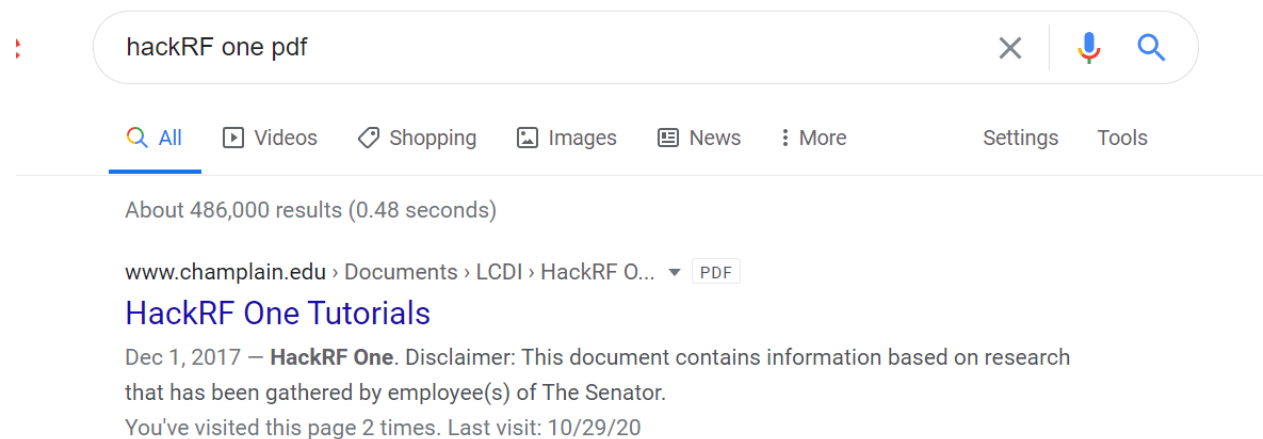 hackRF one pdf
All Videos Shopping Images News More Settings Tools
About 486,000 results (0.48 seconds)
www.champlain.edu › Documents › LCDI › HackRF O... PDF
HackRF One Tutorials
Dec 1, 2017 — HackRF One. Disclaimer: This document contains information based on research
that has been gathered by employee(s) of The Senator.
You've visited this page 2 times. Last visit: 10/29/20